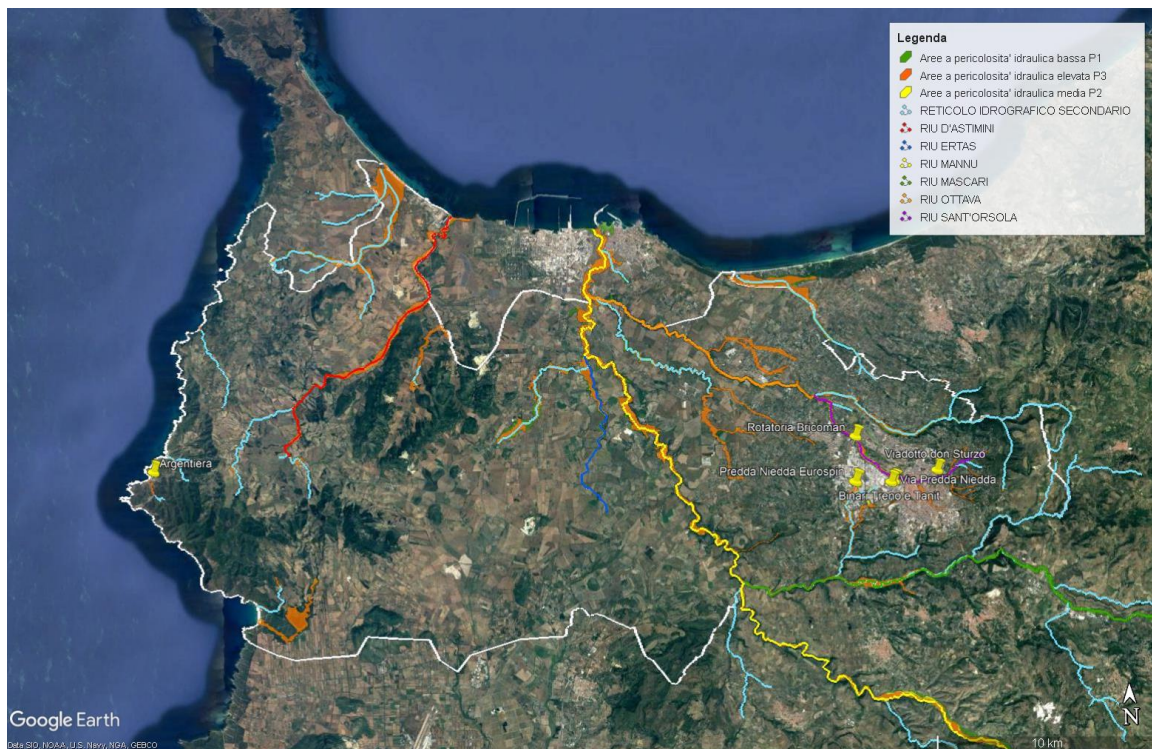 Legenda
Aree a pericolosita' idraulica bassa P1
Aree a pericolosita' idraulica elevata P3
Aree a pericolosita' idraulica media P2
RETICOLO IDROGRAFICO SECONDARIO
RIU D'ASTIMINI
RIU ERTAS
RIU MANNU
RIU MASCARI
RIU OTTAVA
RIU SANT'ORSOLA
Rotatoria Bricoman
Viadotto don Sturzo
Argentiera
Predda Niedda Eurospin
Via Predda Niedda
Binari Treno e Tanit
Google Earth
N
Data SIO, NOAA, U.S. Navy, NGA, GEBCO
10 km